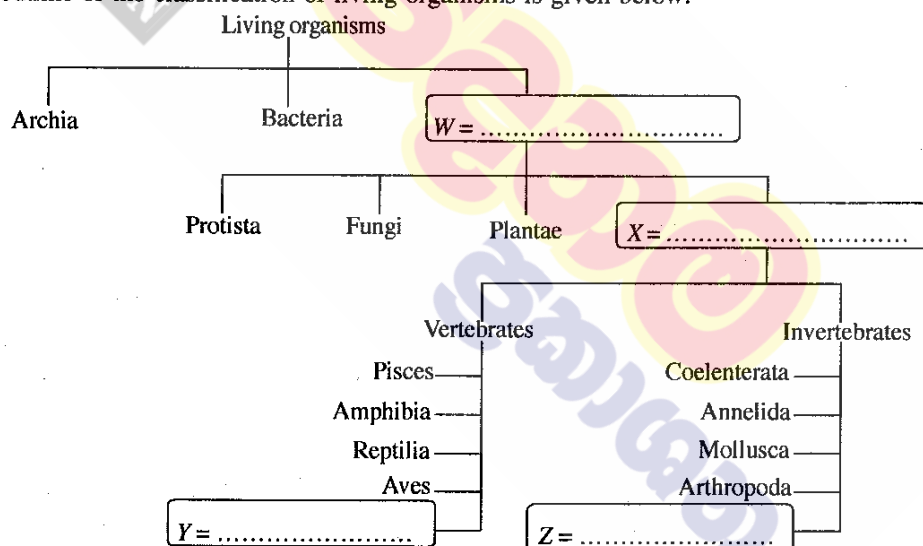 outline of the classification of living organisms is given below.
Living organisms
Archia
Bacteria
W = ..............................
Protista
Fungi
Plantae
X = ..............................
Vertebrates
Invertebrates
Pisces
Coelenterata
Amphibia
Annelida
Reptilia
Mollusca
Aves
Arthropoda
Y = ........................
Z = ........................